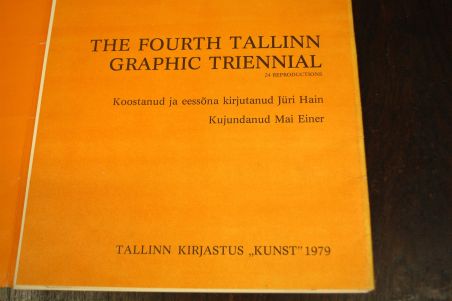 THE FOURTH TALLINN
GRAPHIC TRIENNIAL
24 REPRODUCTIONS
Koostanud ja eessõna kirjutanud Jüri Hain
Kujundanud Mai Einer
TALLINN KIRJASTUS „KUNST" 1979